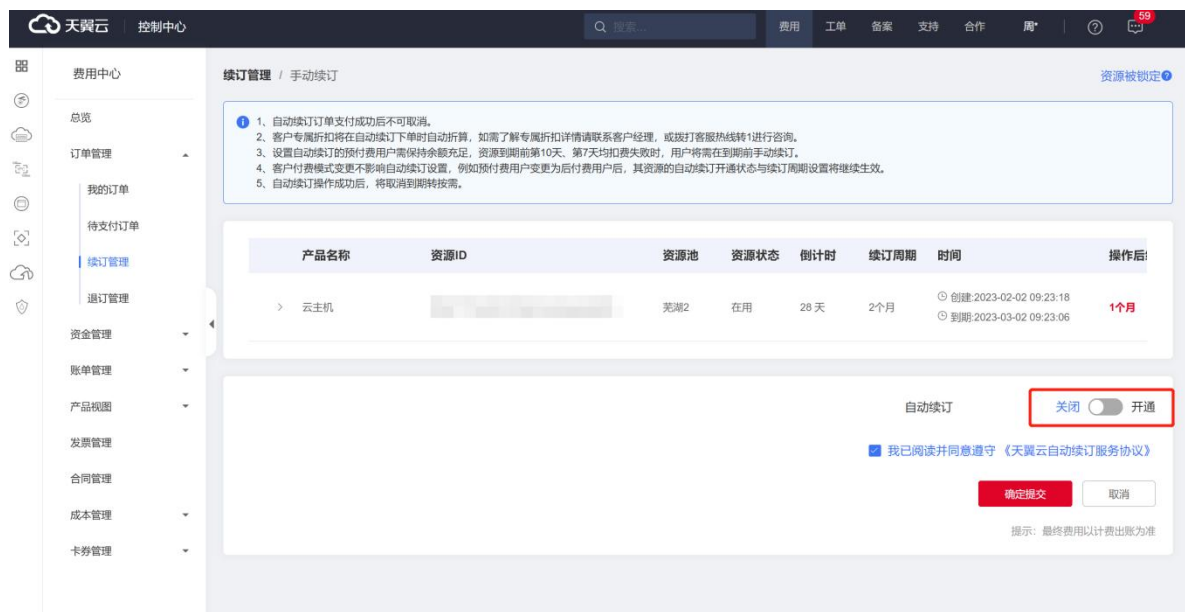 天翼云 控制中心 搜索... 费用 工单 备案 支持 合作 周* 59
费用中心
总览
订单管理
我的订单
待支付订单
续订管理
退订管理
资金管理
账单管理
产品视图
发票管理
合同管理
成本管理
卡券管理
续订管理 / 手动续订 资源被锁定
1、自动续订订单支付成功后不可取消。
2、客户专属折扣将在自动续订下单时自动折算，如需了解专属折扣详情请联系客户经理，或拨打客服热线转1进行咨询。
3、设置自动续订的预付费用户需保持余额充足，资源到期前第10天、第7天均扣费失败时，用户将需在到期前手动续订。
4、客户付费模式变更不影响自动续订设置，例如预付费用户变更为后付费用户后，其资源的自动续订开通状态与续订周期设置将继续生效。
5、自动续订操作成功后，将取消到期转按需。
产品名称 资源ID 资源池 资源状态 倒计时 续订周期 时间 操作后
云主机 芜湖2 在用 28 天 2个月 创建:2023-02-02 09:23:18 1个月
到期:2023-03-02 09:23:06
自动续订 关闭 开通
我已阅读并同意遵守 《天翼云自动续订服务协议》
确定提交 取消
提示：最终费用以计费出账为准